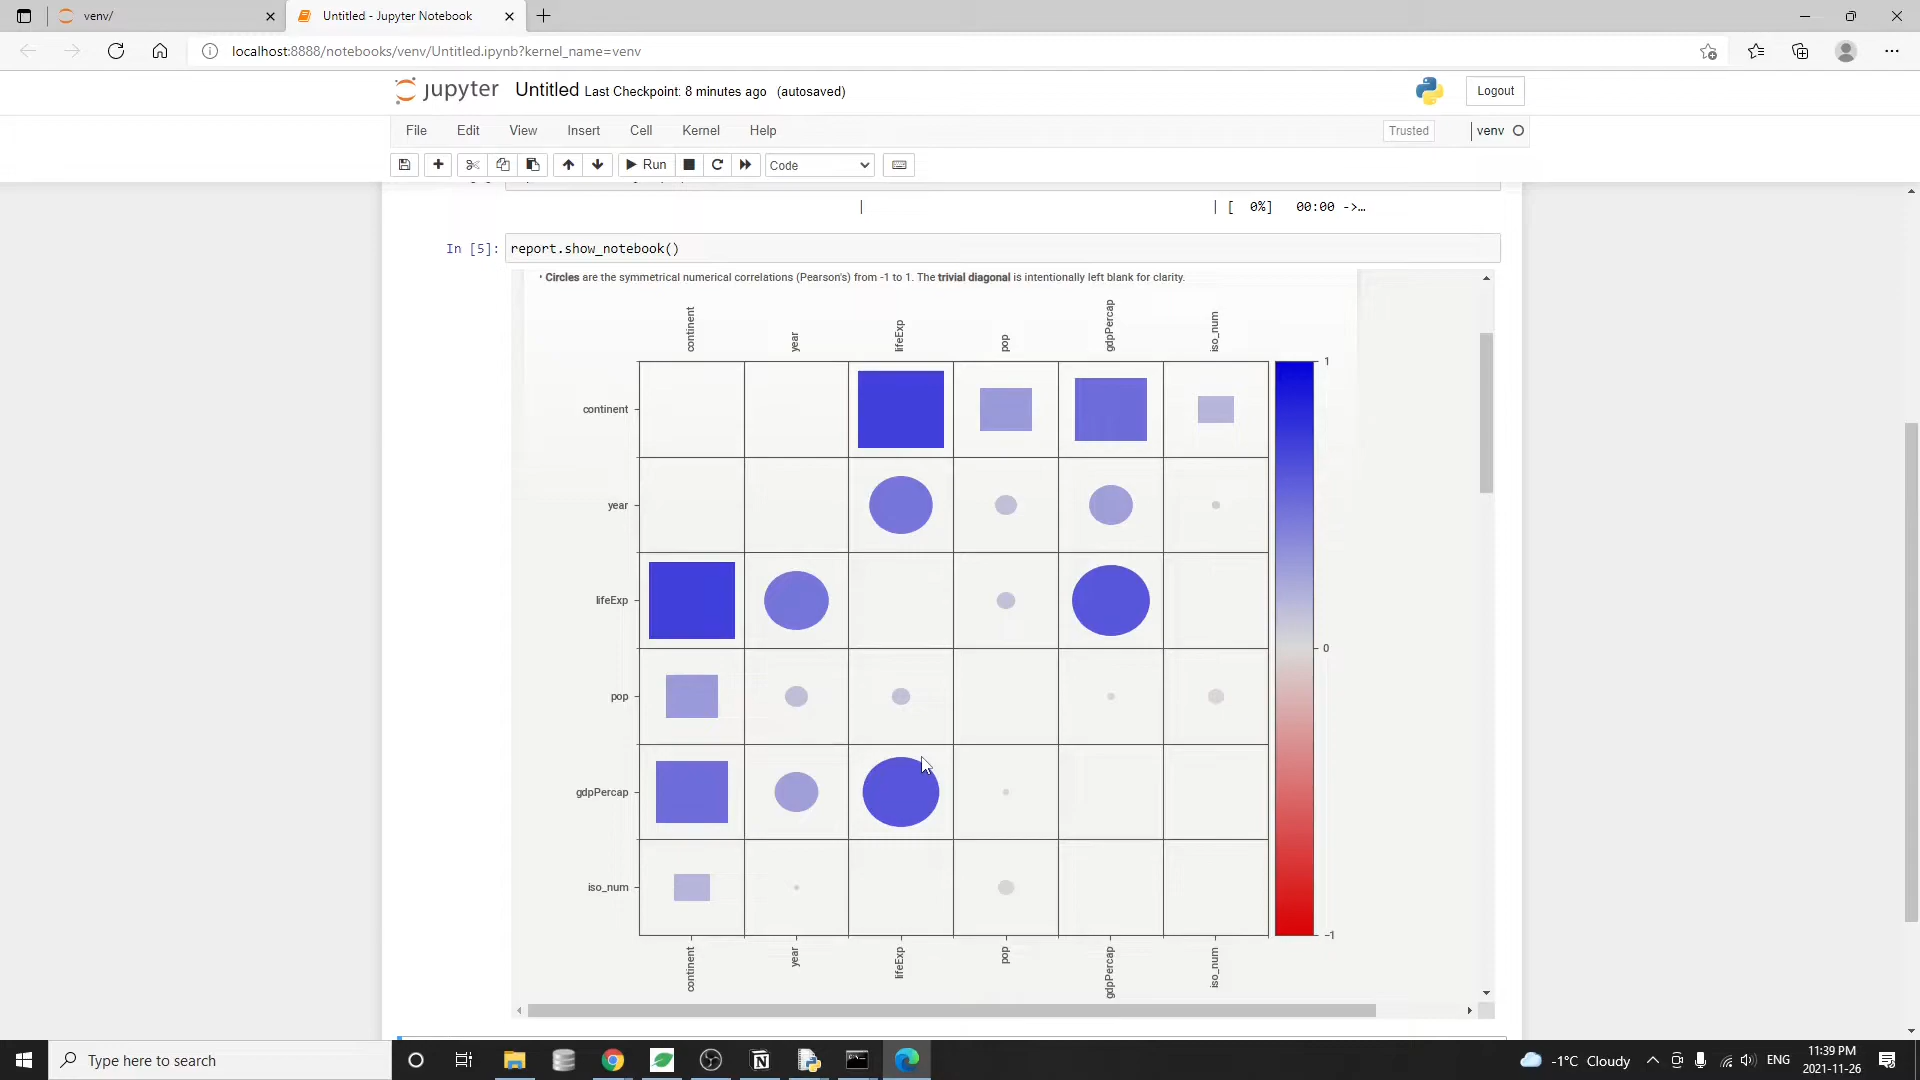 venv/
Untitled - Jupyter Notebook
localhost:8888/notebooks/venv/Untitled.ipynb?kernel_name=venv
jupyter Untitled Last Checkpoint: 8 minutes ago (autosaved)
Logout
File Edit View Insert Cell Kernel Help
Trusted
venv
Run
Code
| | [ 0%] 00:00 ->…
In [5]: report.show_notebook()
• Circles are the symmetrical numerical correlations (Pearson's) from -1 to 1. The trivial diagonal is intentionally left blank for clarity.
continent year lifeExp pop gdpPercap iso_num
1
continent
year
lifeExp
0
pop
gdpPercap
iso_num
-1
continent year lifeExp pop gdpPercap iso_num
Type here to search
-1°C Cloudy
ENG
11:39 PM
2021-11-26